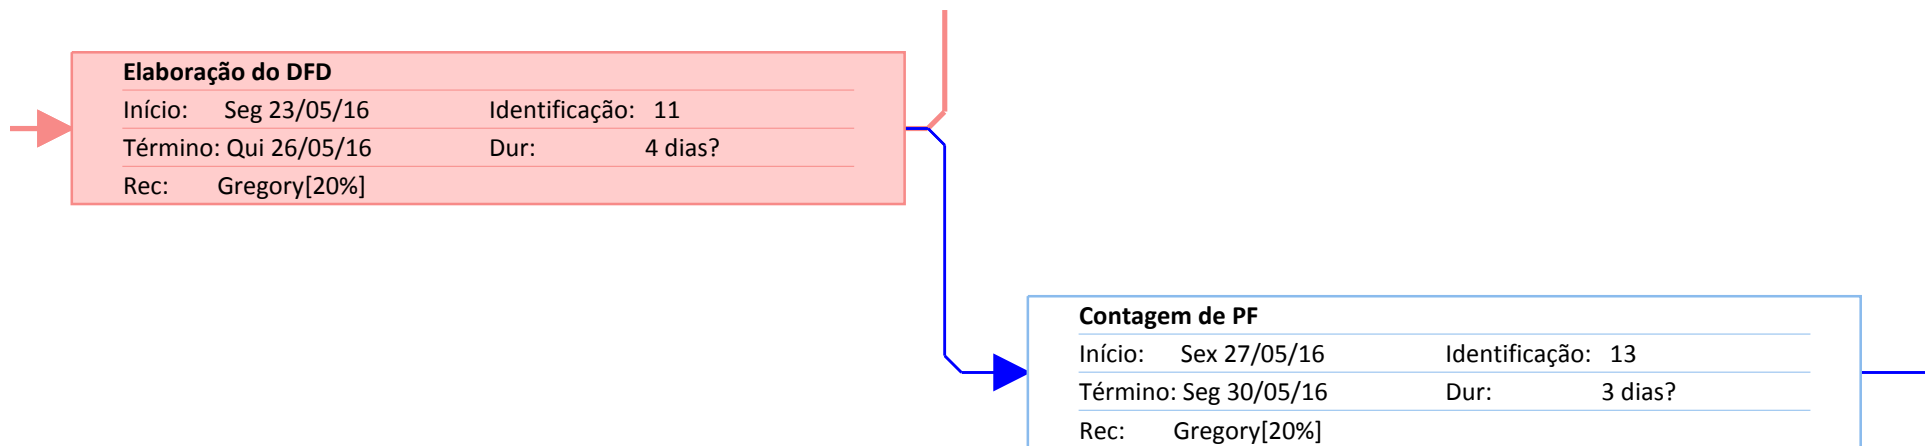 Elaboração do DFD
Início: Seg 23/05/16 Identificação: 11
Término: Qui 26/05/16 Dur: 4 dias?
Rec: Gregory[20%]
Contagem de PF
Início: Sex 27/05/16 Identificação: 13
Término: Seg 30/05/16 Dur: 3 dias?
Rec: Gregory[20%]